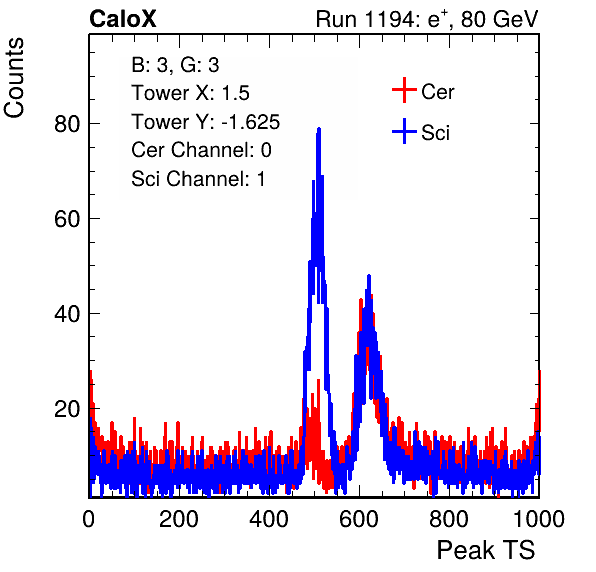 CaloX Run 1194: e⁺, 80 GeV
Counts
B: 3, G: 3
Tower X: 1.5
Tower Y: -1.625
Cer Channel: 0
Sci Channel: 1
Cer
Sci
80
60
40
20
0 200 400 600 800 1000
Peak TS